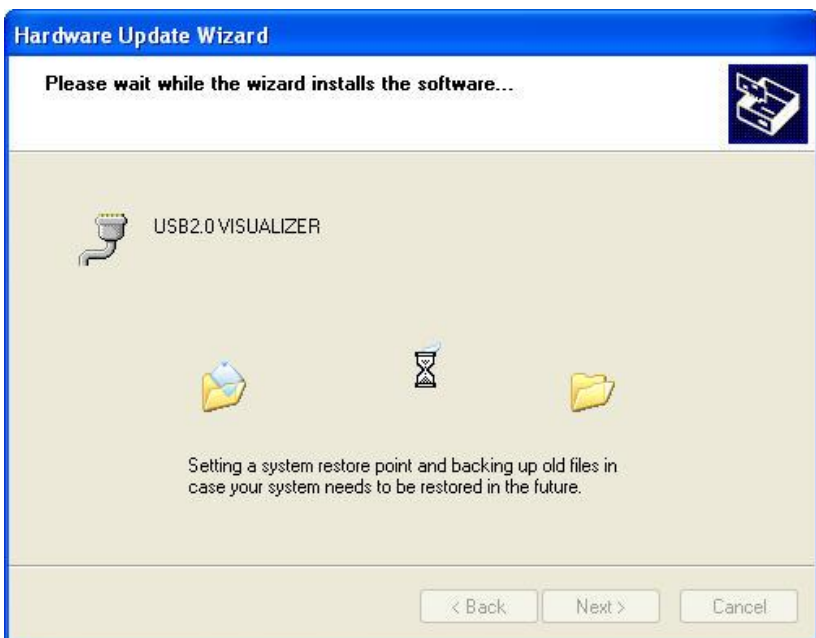 Hardware Update Wizard
Please wait while the wizard installs the software...
USB2.0 VISUALIZER
Setting a system restore point and backing up old files in
case your system needs to be restored in the future.
< Back
Next >
Cancel